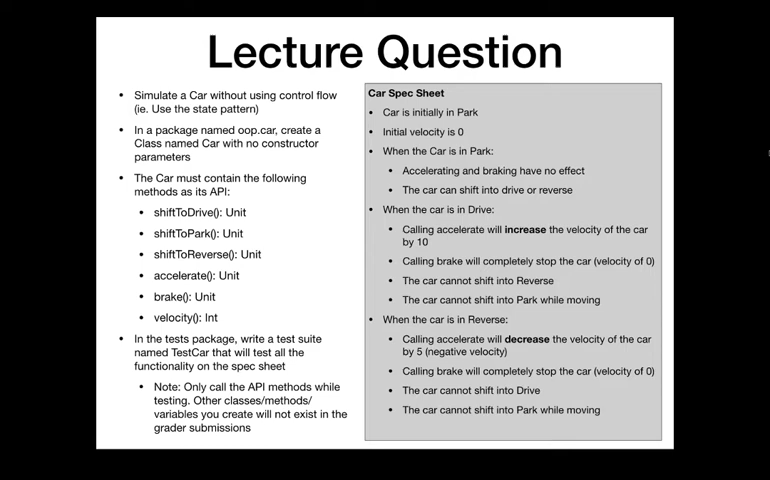 Lecture Question
• Simulate a Car without using control flow
(ie. Use the state pattern)
• In a package named oop.car, create a
Class named Car with no constructor
parameters
• The Car must contain the following
methods as its API:
• shiftToDrive(): Unit
• shiftToPark(): Unit
• shiftToReverse(): Unit
• accelerate(): Unit
• brake(): Unit
• velocity(): Int
• In the tests package, write a test suite
named TestCar that will test all the
functionality on the spec sheet
• Note: Only call the API methods while
testing. Other classes/methods/
variables you create will not exist in the
grader submissions
Car Spec Sheet
• Car is initially in Park
• Initial velocity is 0
• When the Car is in Park:
• Accelerating and braking have no effect
• The car can shift into drive or reverse
• When the car is in Drive:
• Calling accelerate will increase the velocity of the car
by 10
• Calling brake will completely stop the car (velocity of 0)
• The car cannot shift into Reverse
• The car cannot shift into Park while moving
• When the car is in Reverse:
• Calling accelerate will decrease the velocity of the car
by 5 (negative velocity)
• Calling brake will completely stop the car (velocity of 0)
• The car cannot shift into Drive
• The car cannot shift into Park while moving